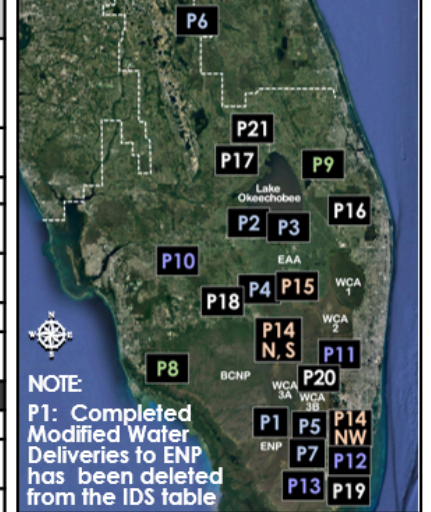 P6
P21
P17
P9
Lake
Okeechobee
P16
P2
P3
EAA
P10
WCA
1
P4
P15
P18
WCA
2
P14
N, S
P11
P8
BCNP
P20
WCA
3A
WCA
3B
N
W
E
S
NOTE:
P1: Completed
Modified Water
Deliveries to ENP
has been deleted
from the IDS table
P1
P5
P14
NW
ENP
P7
P12
P13
P19